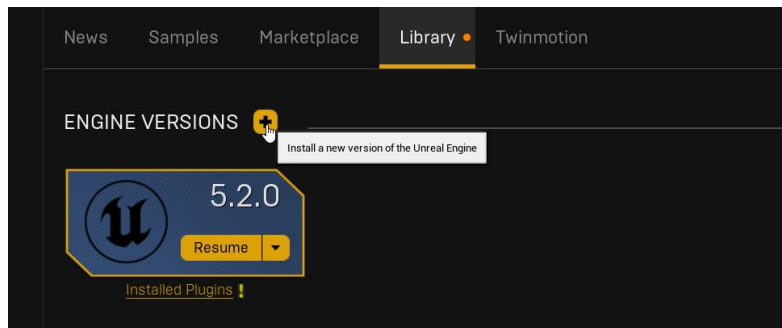 News Samples Marketplace Library Twinmotion
ENGINE VERSIONS
Install a new version of the Unreal Engine
5.2.0
Resume
Installed Plugins !